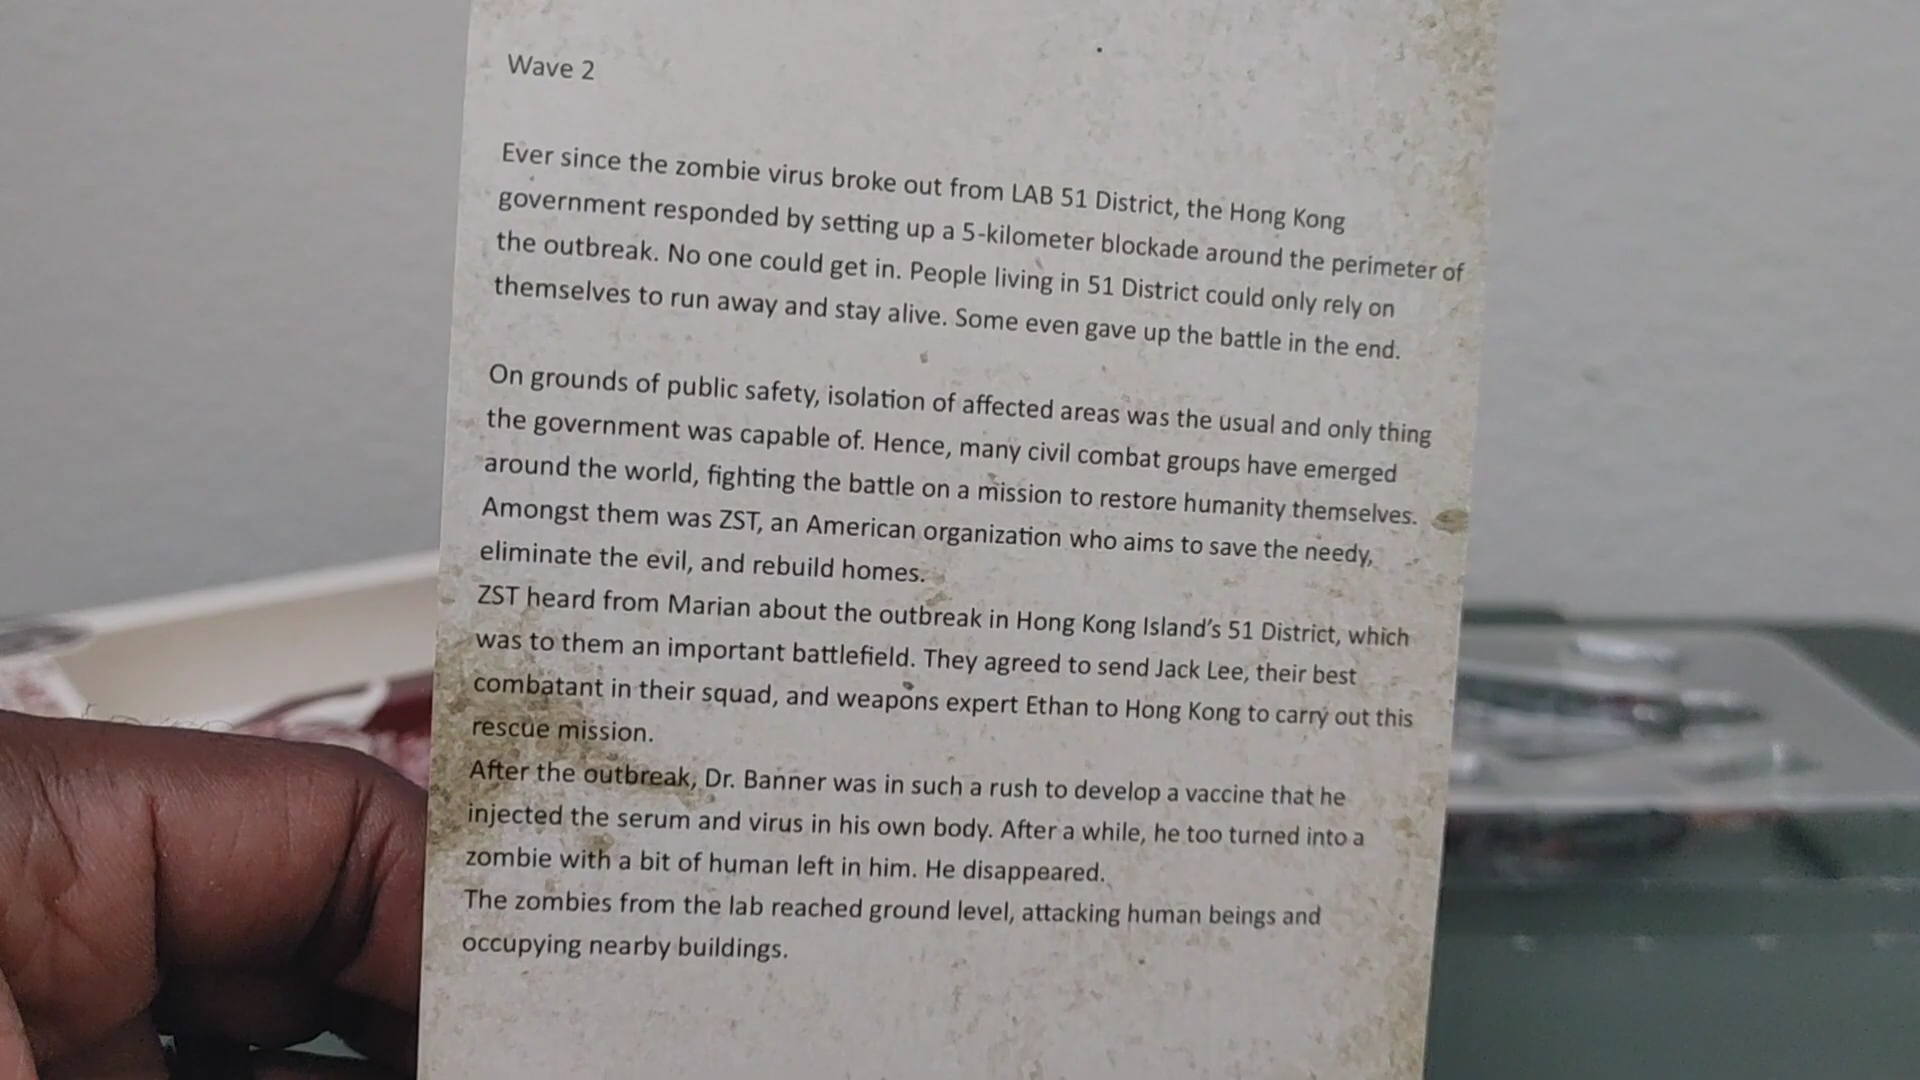 Wave 2
Ever since the zombie virus broke out from LAB 51 District, the Hong Kong
government responded by setting up a 5-kilometer blockade around the perimeter of
the outbreak. No one could get in. People living in 51 District could only rely on
themselves to run away and stay alive. Some even gave up the battle in the end.
On grounds of public safety, isolation of affected areas was the usual and only thing
the government was capable of. Hence, many civil combat groups have emerged
around the world, fighting the battle on a mission to restore humanity themselves.
Amongst them was ZST, an American organization who aims to save the needy,
eliminate the evil, and rebuild homes.
ZST heard from Marian about the outbreak in Hong Kong Island's 51 District, which
was to them an important battlefield. They agreed to send Jack Lee, their best
combatant in their squad, and weapons expert Ethan to Hong Kong to carry out this
rescue mission.
After the outbreak, Dr. Banner was in such a rush to develop a vaccine that he
injected the serum and virus in his own body. After a while, he too turned into a
zombie with a bit of human left in him. He disappeared.
The zombies from the lab reached ground level, attacking human beings and
occupying nearby buildings.